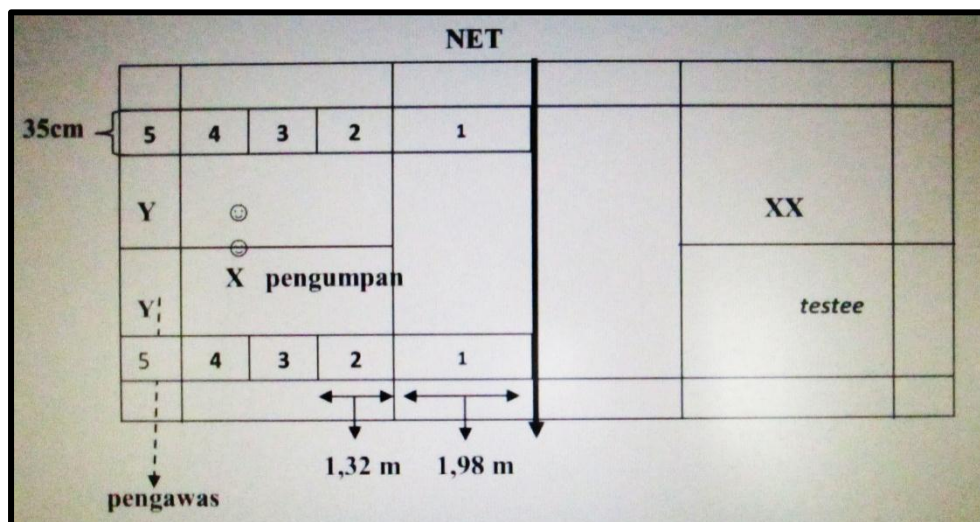 NET
35cm
5 4 3 2 1
Y
XX
X pengumpan
Y
testee
5 4 3 2 1
1,32 m 1,98 m
pengawas